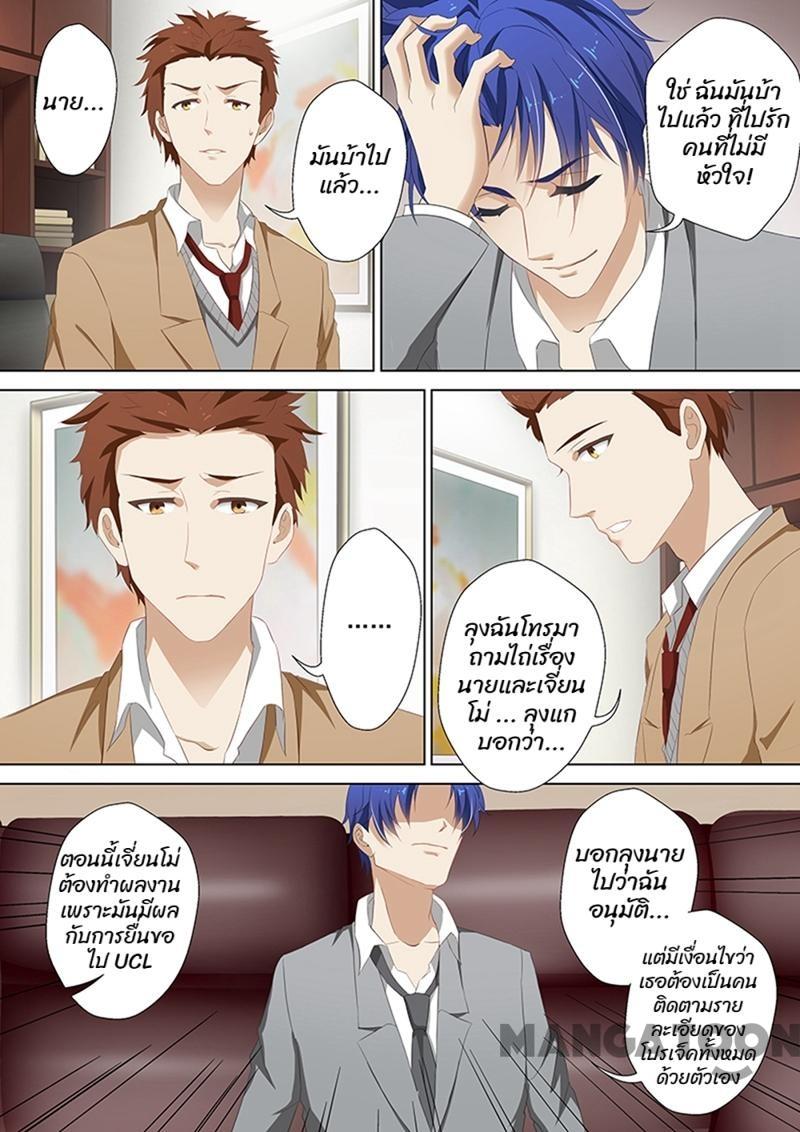 นาย...
มันบ้าไป
แล้ว...
ใช่ ฉันมันบ้า
ไปแล้ว ที่ไปรัก
คนที่ไม่มี
หัวใจ!
......
ลุงฉันโทรมา
ถามไถ่เรื่อง
นายและเจี่ยน
โม่ ... ลุงแก
บอกว่า...
ตอนนี้เจี่ยนโม่
ต้องทำผลงาน
เพราะมันมีผล
กับการยื่นขอ
ไป UCL
บอกลุงนาย
ไปว่าฉัน
อนุมัติ...
แต่มีเงื่อนไขว่า
เธอต้องเป็นคน
ติดตามราย
ละเอียดของ
โปรเจ็คทั้งหมด
ด้วยตัวเอง
MANGATOON